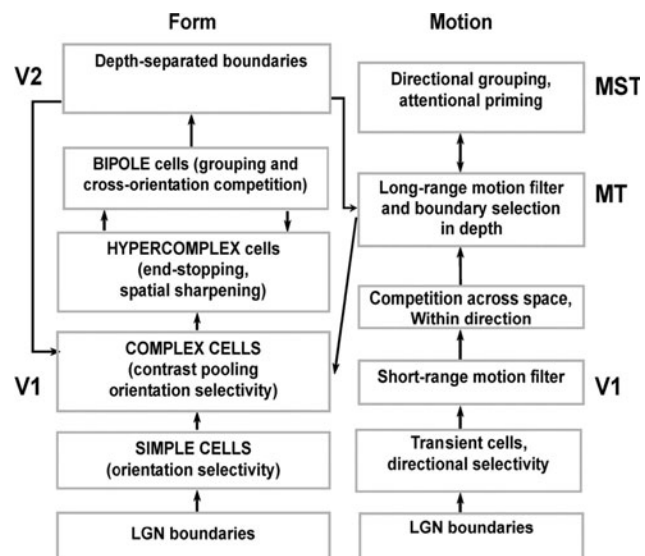 Form
Motion
V2
Depth-separated boundaries
BIPOLE cells (grouping and
cross-orientation competition)
HYPERCOMPLEX cells
(end-stopping,
spatial sharpening)
V1
COMPLEX CELLS
(contrast pooling
orientation selectivity)
SIMPLE CELLS
(orientation selectivity)
LGN boundaries
Directional grouping,
attentional priming
MST
Long-range motion filter
and boundary selection
in depth
MT
Competition across space,
Within direction
Short-range motion filter
V1
Transient cells,
directional selectivity
LGN boundaries